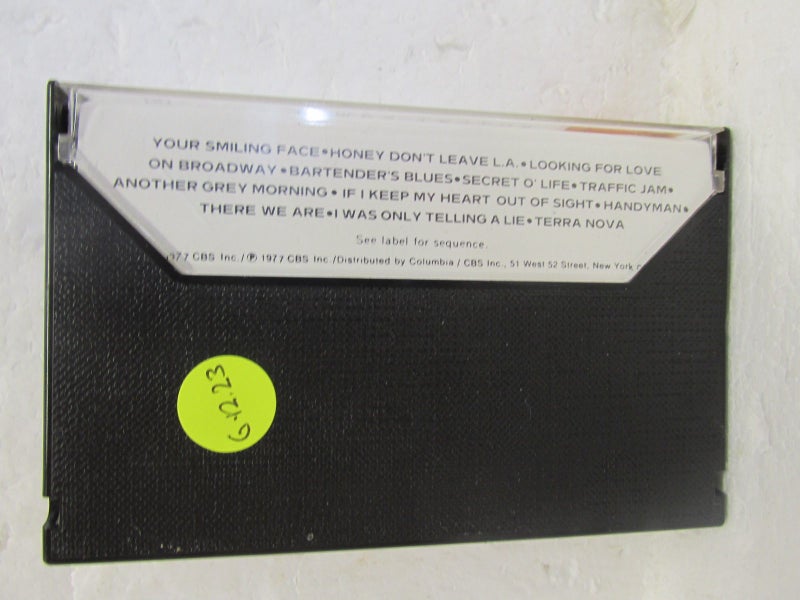 YOUR SMILING FACE•HONEY DON'T LEAVE L.A.•LOOKING FOR LOVE
ON BROADWAY•BARTENDER'S BLUES•SECRET O' LIFE•TRAFFIC JAM•
ANOTHER GREY MORNING•IF I KEEP MY HEART OUT OF SIGHT•HANDYMAN•
THERE WE ARE•I WAS ONLY TELLING A LIE•TERRA NOVA
See label for sequence.
1977 CBS Inc./℗ 1977 CBS Inc./Distributed by Columbia/CBS Inc., 51 West 52 Street, New York
6.12.23